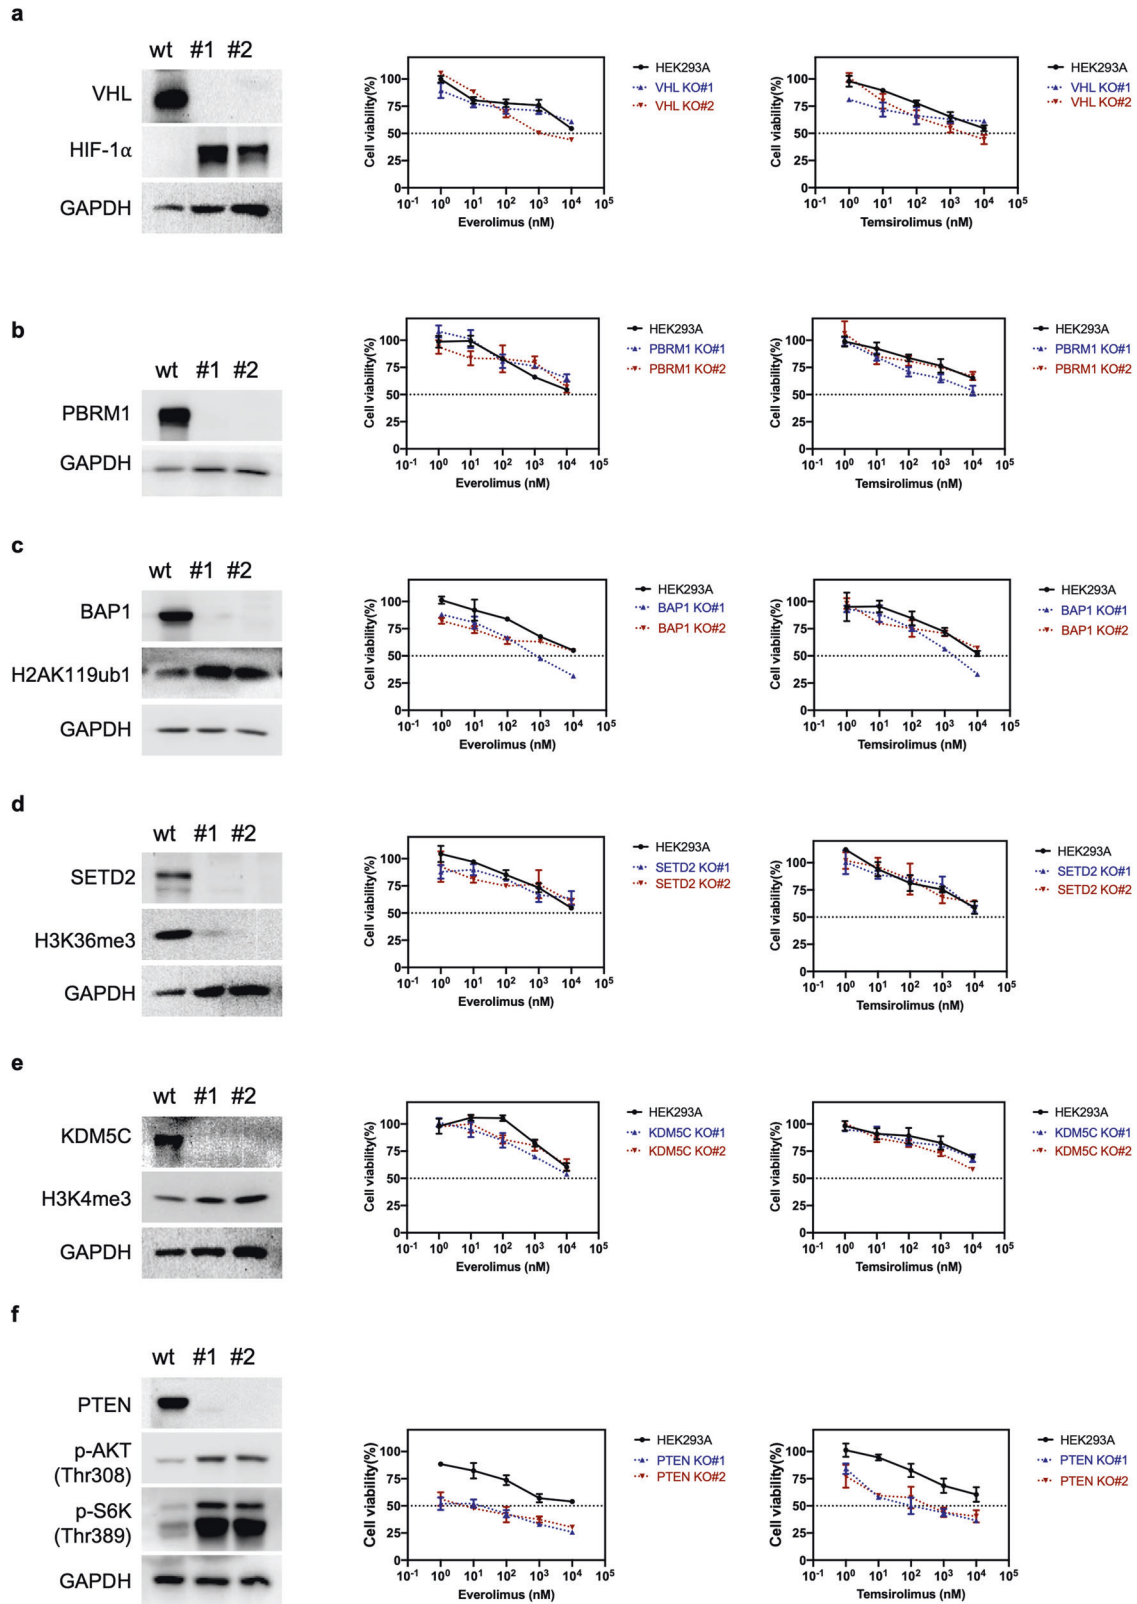 a
wt #1 #2
VHL
HIF-1α
GAPDH
Cell viability(%)
100
75
50
25
0
10-1 100 101 102 103 104 105
Everolimus (nM)
HEK293A
VHL KO#1
VHL KO#2
Cell viability(%)
100
75
50
25
0
10-1 100 101 102 103 104 105
Temsirolimus (nM)
HEK293A
VHL KO#1
VHL KO#2
b
wt #1 #2
PBRM1
GAPDH
Cell viability(%)
100
75
50
25
0
10-1 100 101 102 103 104 105
Everolimus (nM)
HEK293A
PBRM1 KO#1
PBRM1 KO#2
Cell viability(%)
100
75
50
25
0
10-1 100 101 102 103 104 105
Temsirolimus (nM)
HEK293A
PBRM1 KO#1
PBRM1 KO#2
c
wt #1 #2
BAP1
H2AK119ub1
GAPDH
Cell viability(%)
100
75
50
25
0
10-1 100 101 102 103 104 105
Everolimus (nM)
HEK293A
BAP1 KO#1
BAP1 KO#2
Cell viability(%)
100
75
50
25
0
10-1 100 101 102 103 104 105
Temsirolimus (nM)
HEK293A
BAP1 KO#1
BAP1 KO#2
d
wt #1 #2
SETD2
H3K36me3
GAPDH
Cell viability(%)
100
75
50
25
0
10-1 100 101 102 103 104 105
Everolimus (nM)
HEK293A
SETD2 KO#1
SETD2 KO#2
Cell viability(%)
100
75
50
25
0
10-1 100 101 102 103 104 105
Temsirolimus (nM)
HEK293A
SETD2 KO#1
SETD2 KO#2
e
wt #1 #2
KDM5C
H3K4me3
GAPDH
Cell viability(%)
100
75
50
25
0
10-1 100 101 102 103 104 105
Everolimus (nM)
HEK293A
KDM5C KO#1
KDM5C KO#2
Cell viability(%)
100
75
50
25
0
10-1 100 101 102 103 104 105
Temsirolimus (nM)
HEK293A
KDM5C KO#1
KDM5C KO#2
f
wt #1 #2
PTEN
p-AKT
(Thr308)
p-S6K
(Thr389)
GAPDH
Cell viability(%)
100
75
50
25
0
10-1 100 101 102 103 104 105
Everolimus (nM)
HEK293A
PTEN KO#1
PTEN KO#2
Cell viability(%)
100
75
50
25
0
10-1 100 101 102 103 104 105
Temsirolimus (nM)
HEK293A
PTEN KO#1
PTEN KO#2